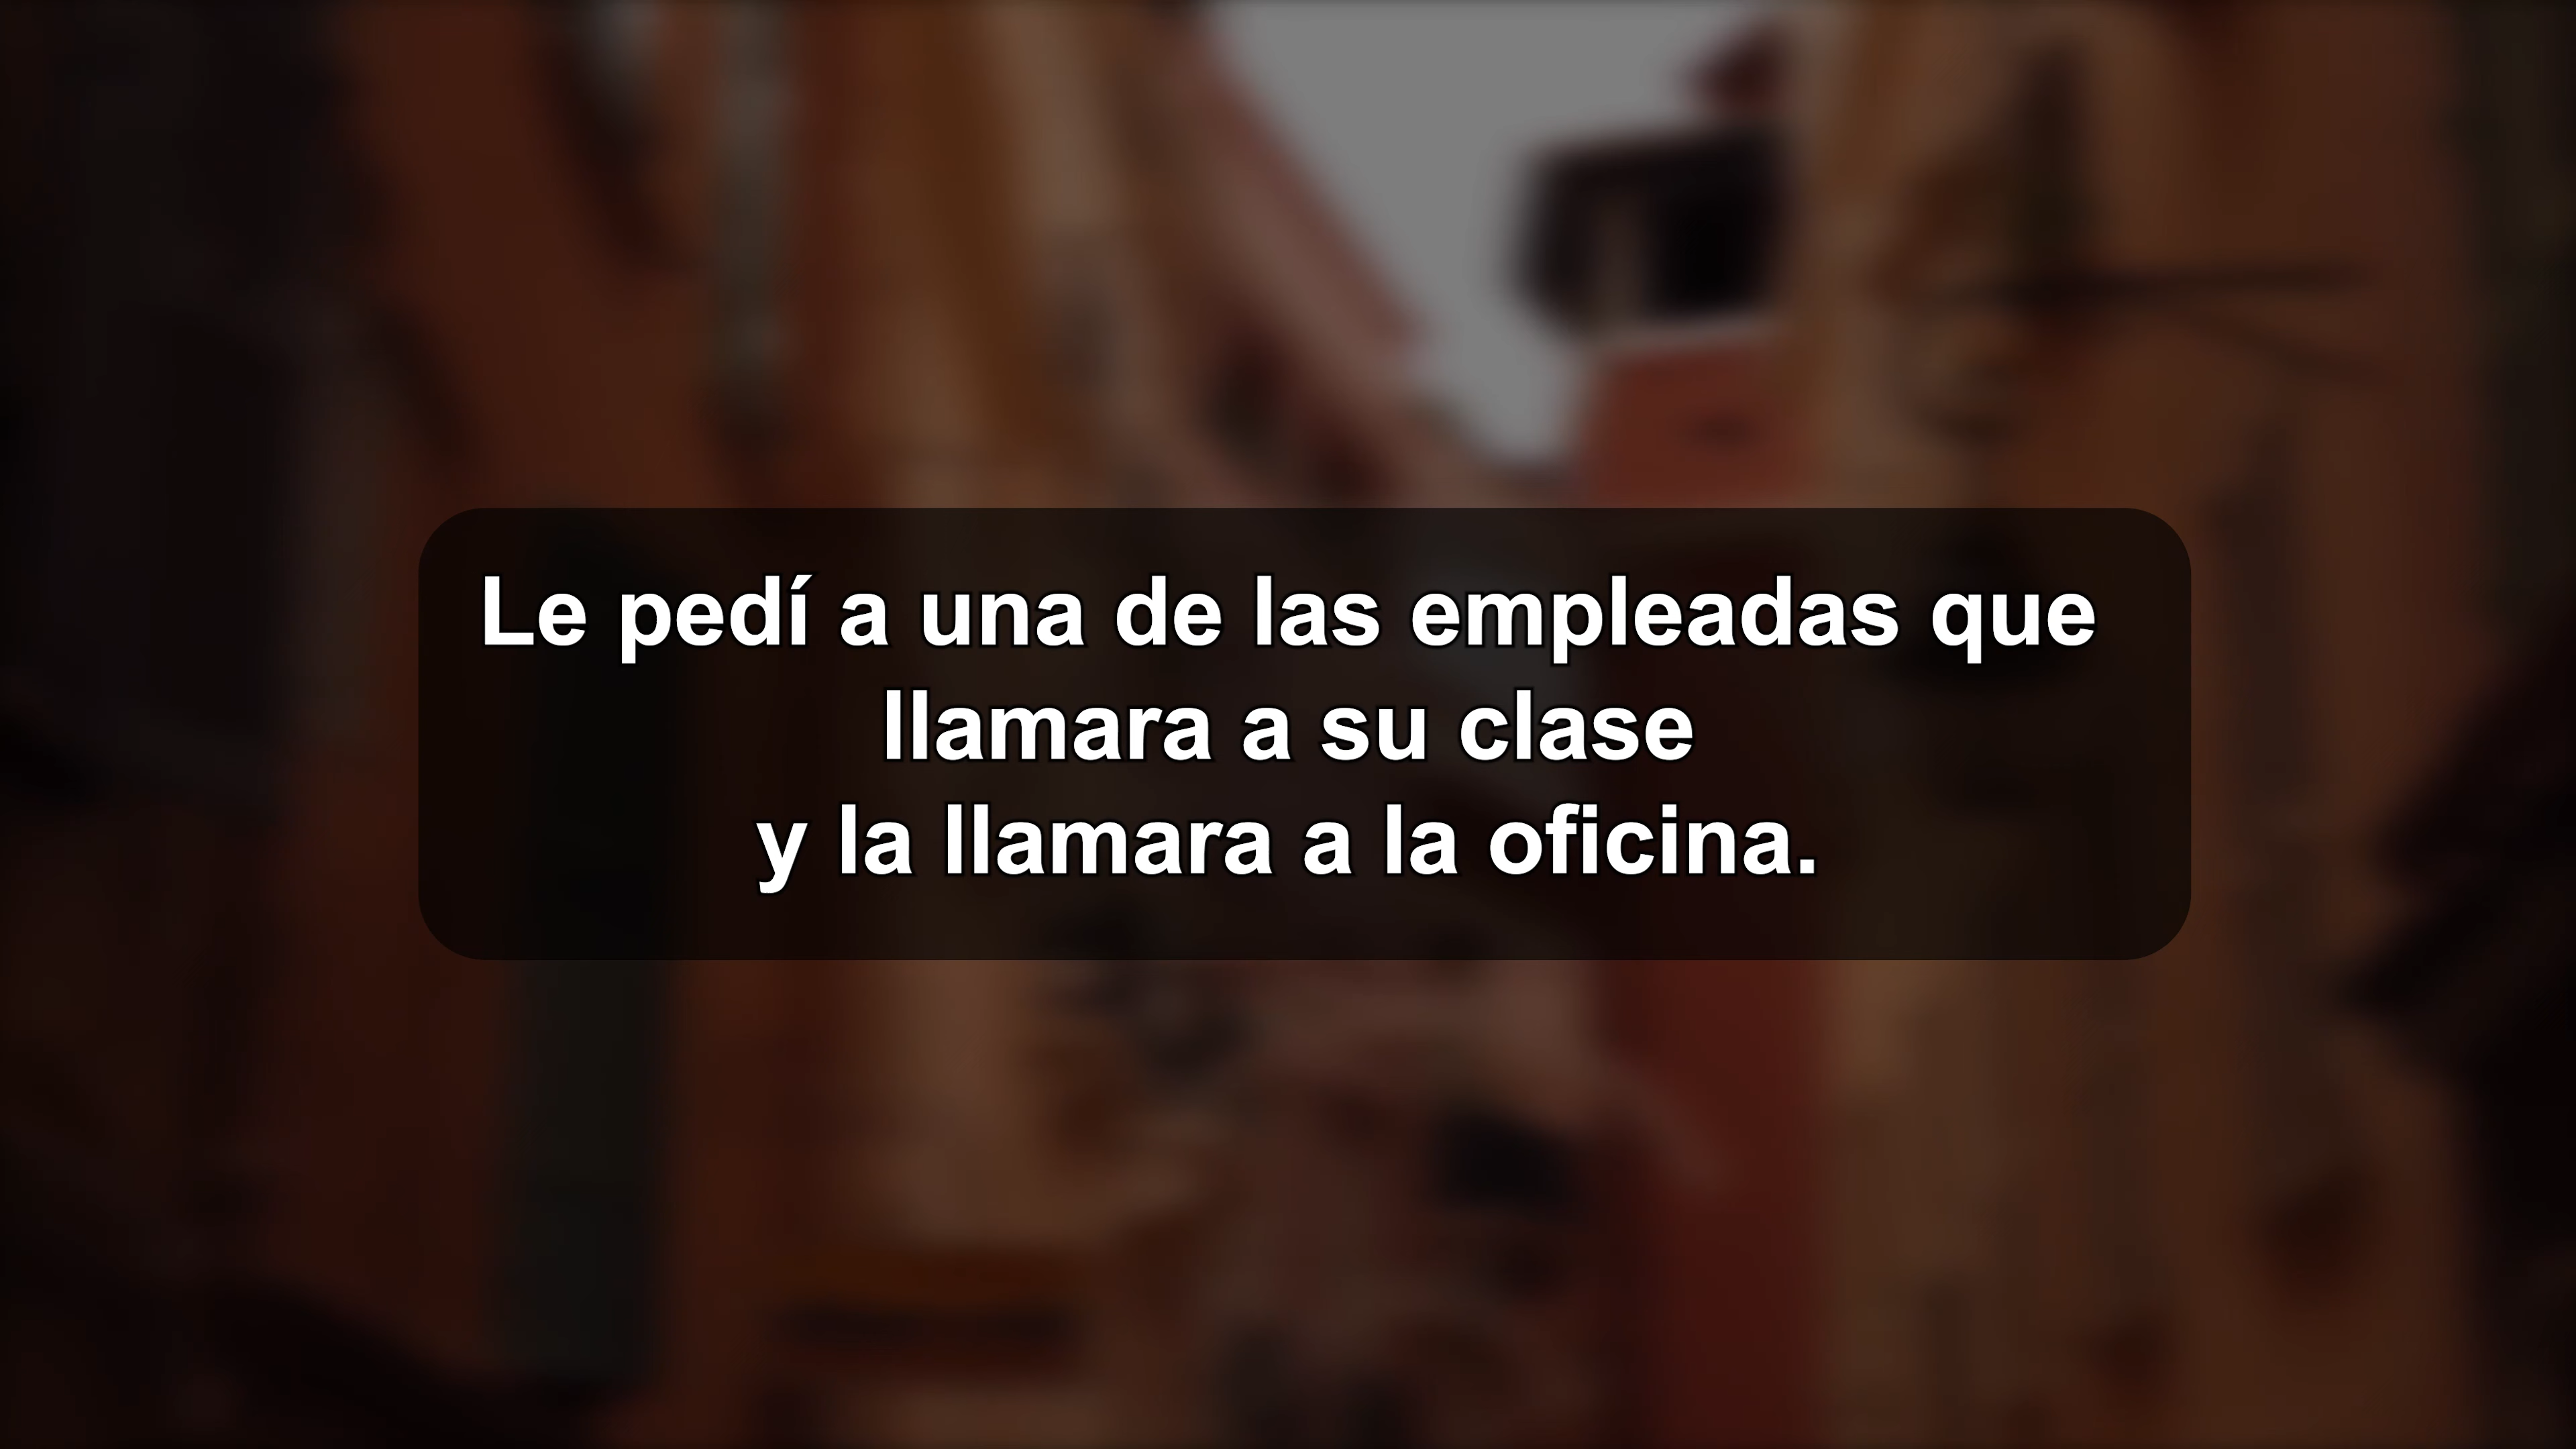 Le pedí a una de las empleadas que
llamara a su clase
y la llamara a la oficina.